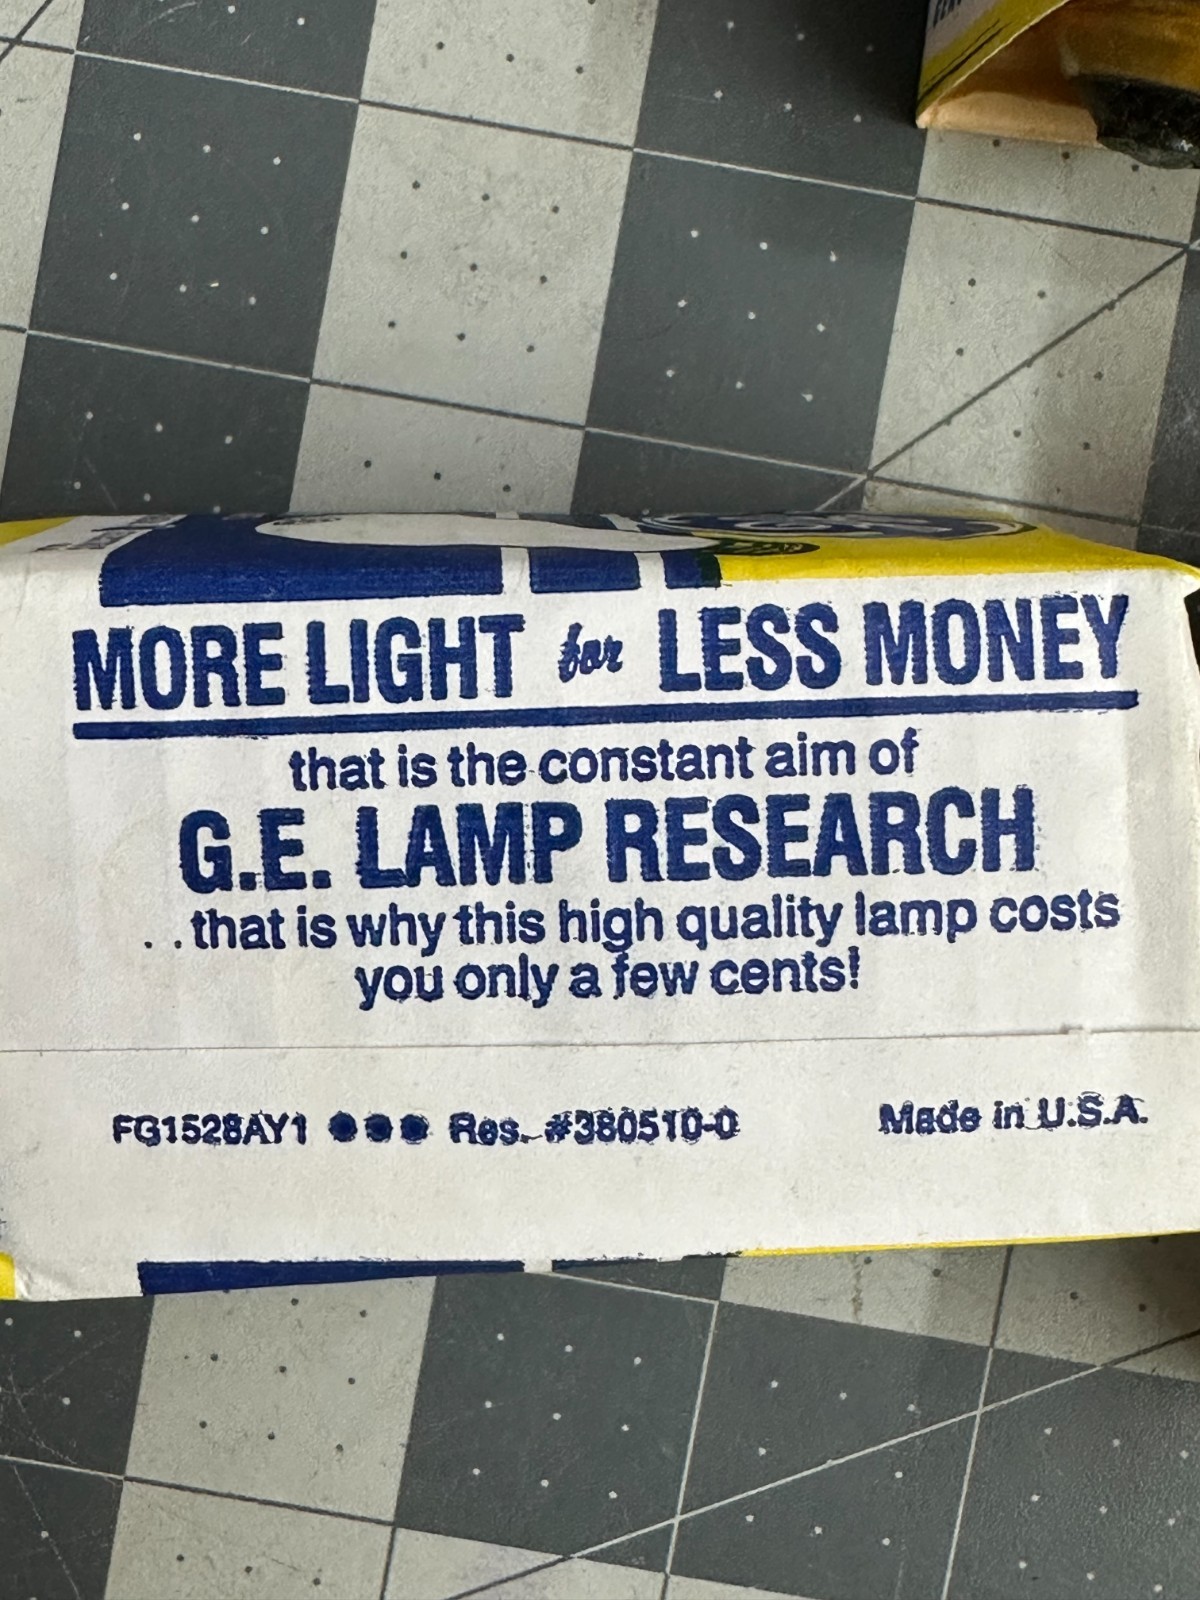 MORE LIGHT for LESS MONEY
that is the constant aim of
G.E. LAMP RESEARCH
. . that is why this high quality lamp costs
you only a few cents!
FG1528AY1 ●●● Res. #380510-0 Made in U.S.A.